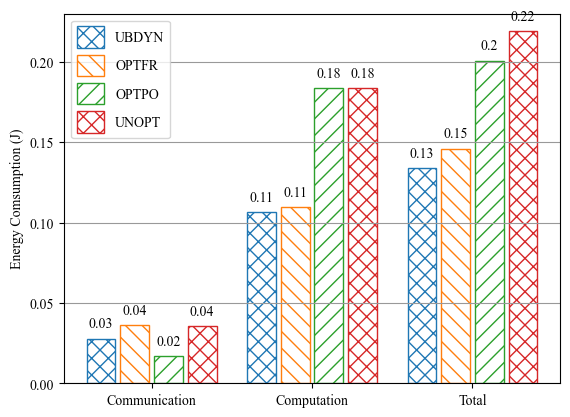 0.22
UBDYN
OPTFR
OPTPO
UNOPT
0.18
0.18
0.2
0.15
0.13
0.11
0.11
0.03
0.04
0.02
0.04
0.20
0.15
0.10
0.05
0.00
Energy Comsumption (J)
Communication
Computation
Total